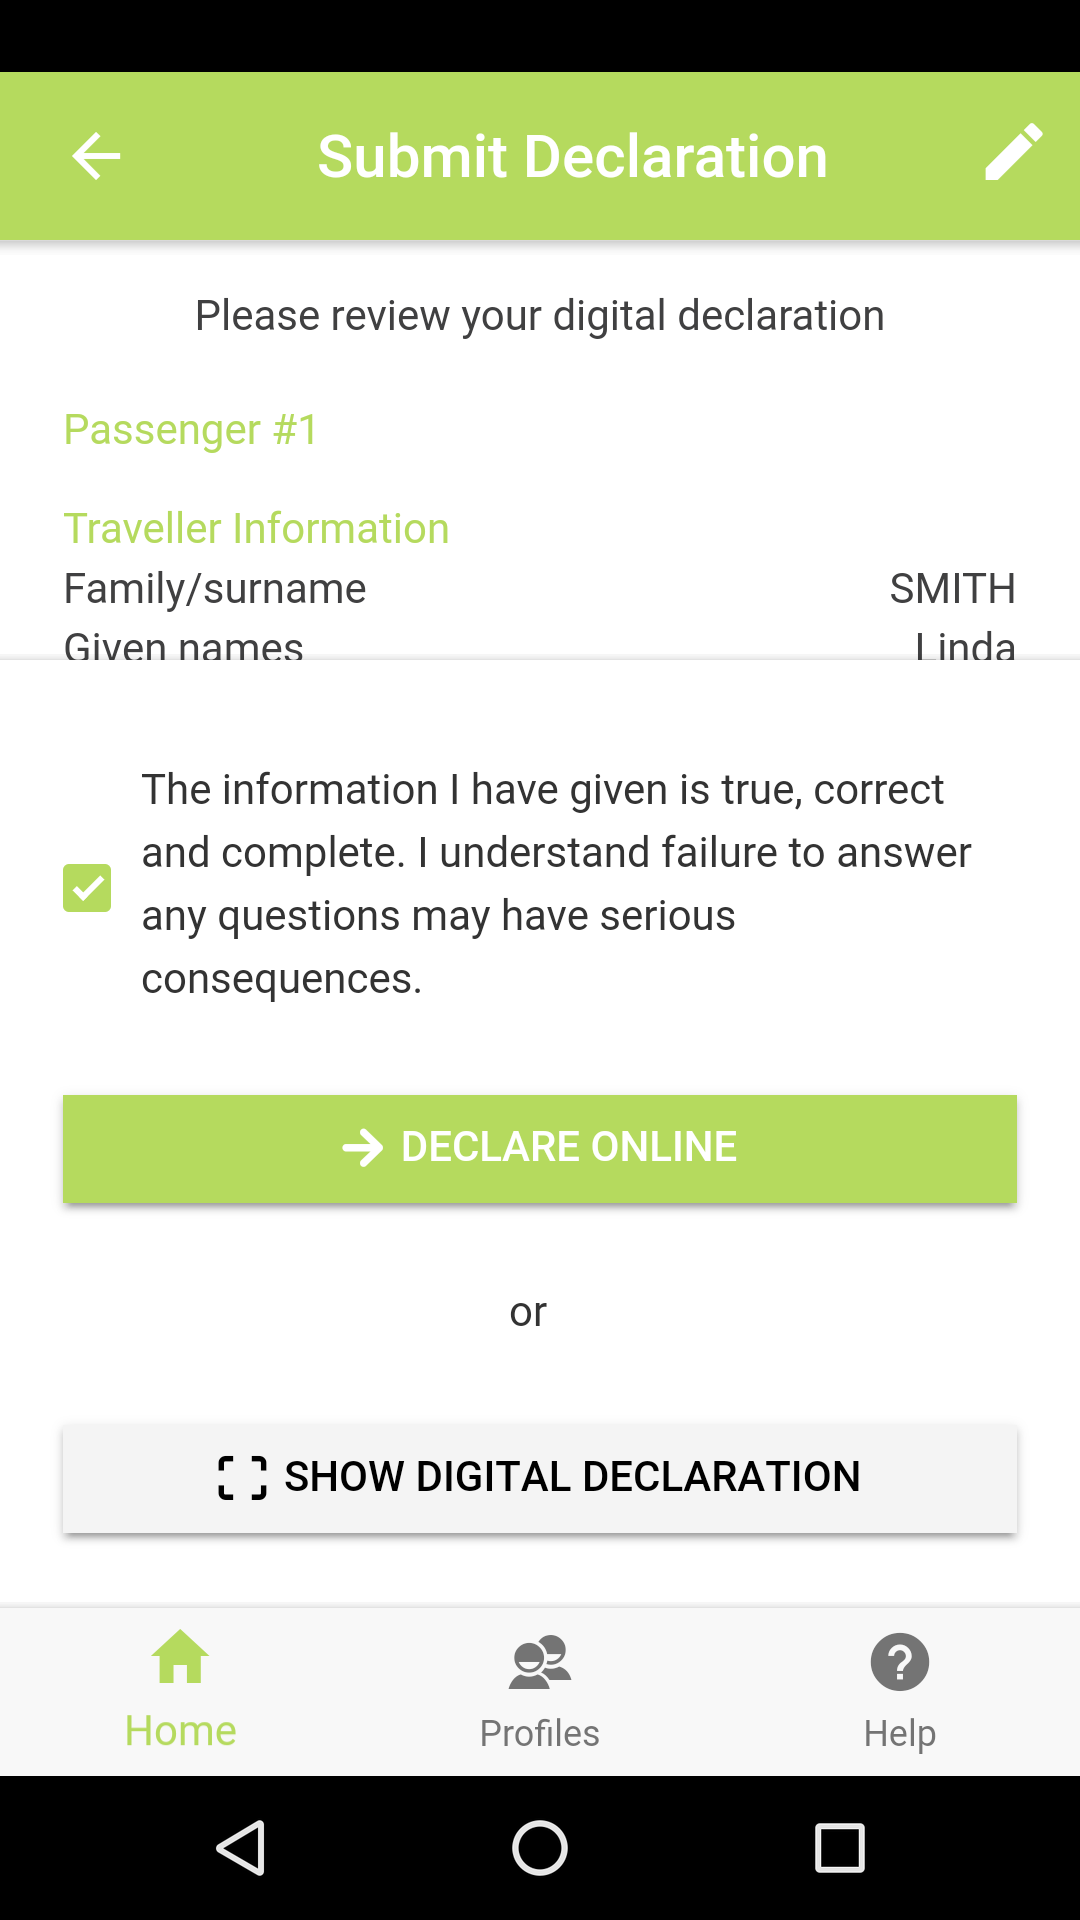 Submit Declaration
Please review your digital declaration
Passenger #1
Traveller Information
Family/surname SMITH
Given names Linda
The information I have given is true, correct
and complete. I understand failure to answer
any questions may have serious
consequences.
DECLARE ONLINE
or
SHOW DIGITAL DECLARATION
Home Profiles Help